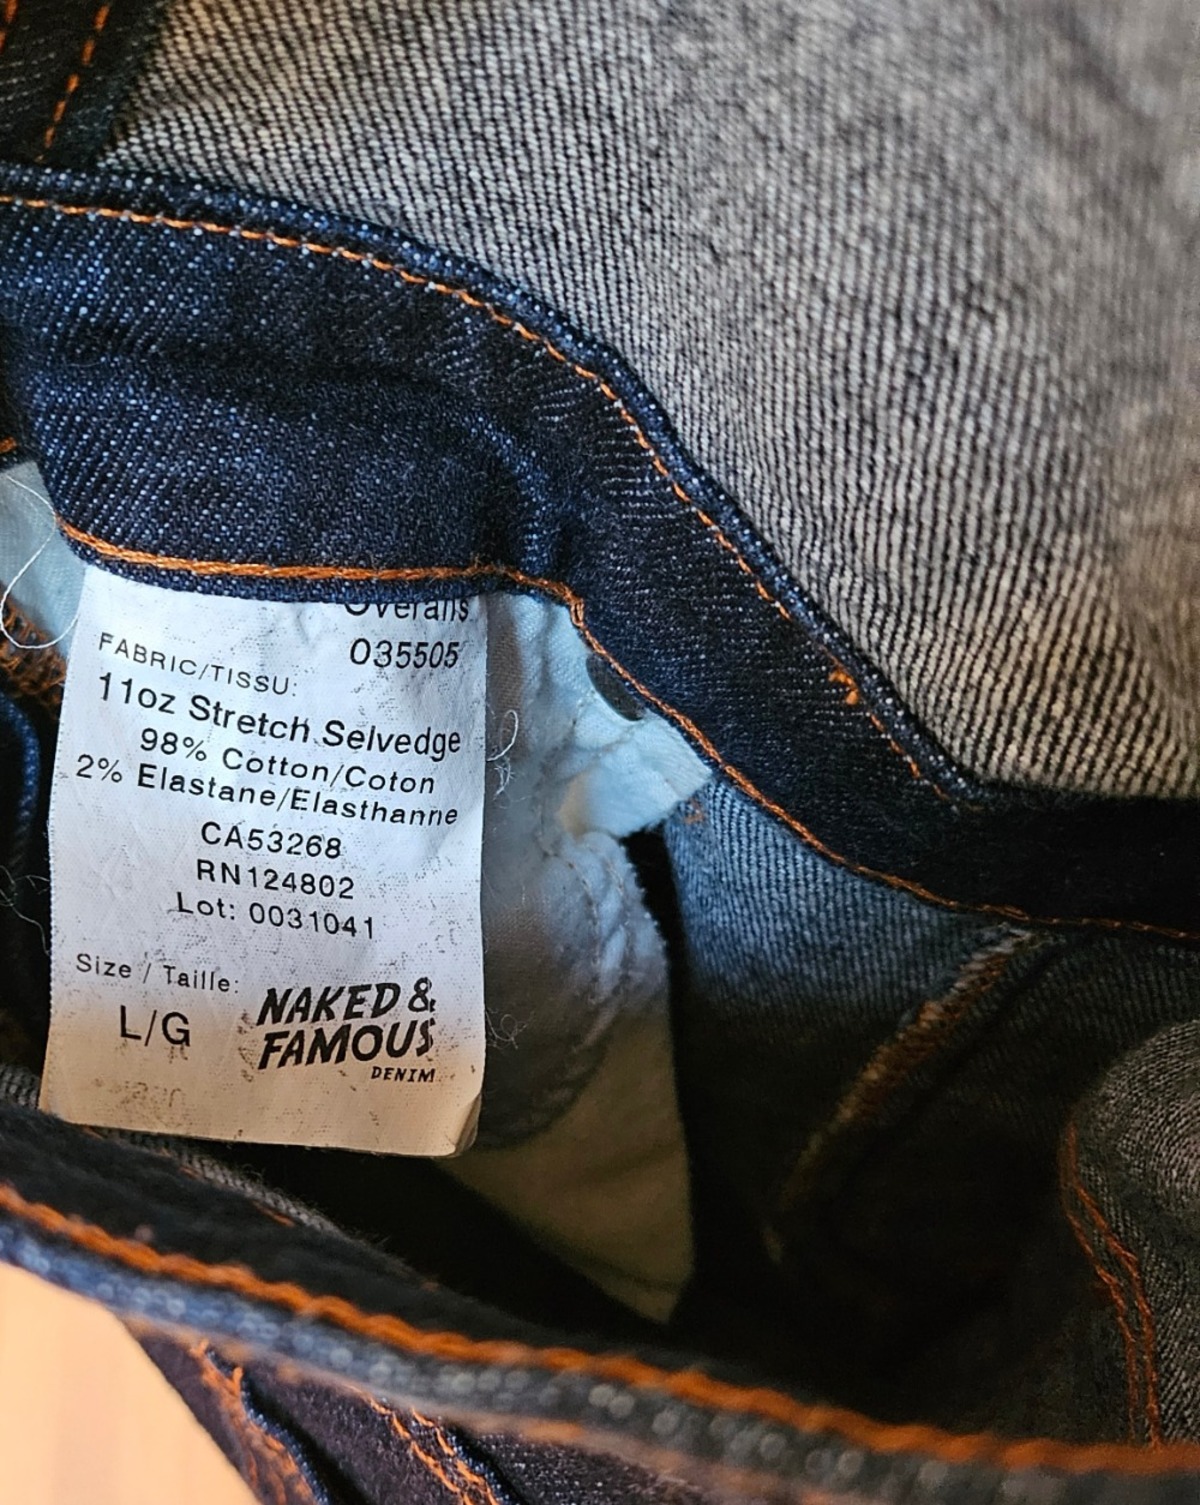 Overalls
035505
FABRIC/TISSU:
11oz Stretch Selvedge
98% Cotton/Coton
2% Elastane/Elasthanne
CA53268
RN124802
Lot: 0031041
Size / Taille:
L/G
NAKED &
FAMOUS
DENIM